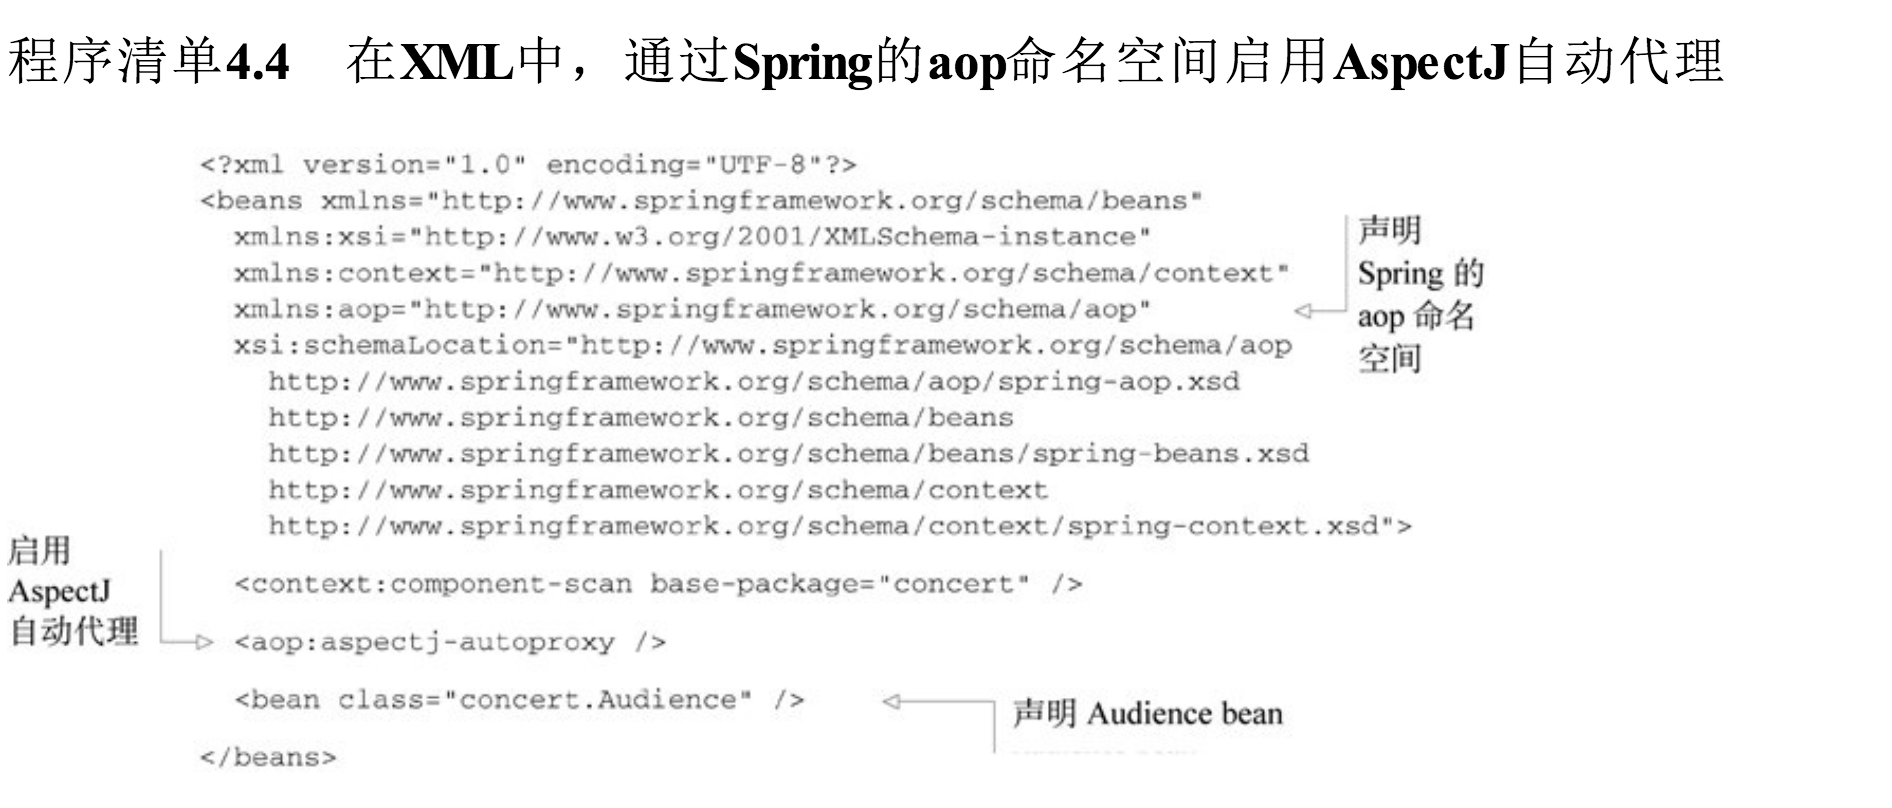 程序清单4.4 在XML中，通过Spring的aop命名空间启用AspectJ自动代理
<?xml version="1.0" encoding="UTF-8"?>
<beans xmlns="http://www.springframework.org/schema/beans"
xmlns:xsi="http://www.w3.org/2001/XMLSchema-instance"
xmlns:context="http://www.springframework.org/schema/context"
xmlns:aop="http://www.springframework.org/schema/aop"
xsi:schemaLocation="http://www.springframework.org/schema/aop
http://www.springframework.org/schema/aop/spring-aop.xsd
http://www.springframework.org/schema/beans
http://www.springframework.org/schema/beans/spring-beans.xsd
http://www.springframework.org/schema/context
http://www.springframework.org/schema/context/spring-context.xsd">
声明
Spring 的
aop 命名
空间
<context:component-scan base-package="concert" />
启用
AspectJ
自动代理
<aop:aspectj-autoproxy />
<bean class="concert.Audience" />
声明 Audience bean
</beans>